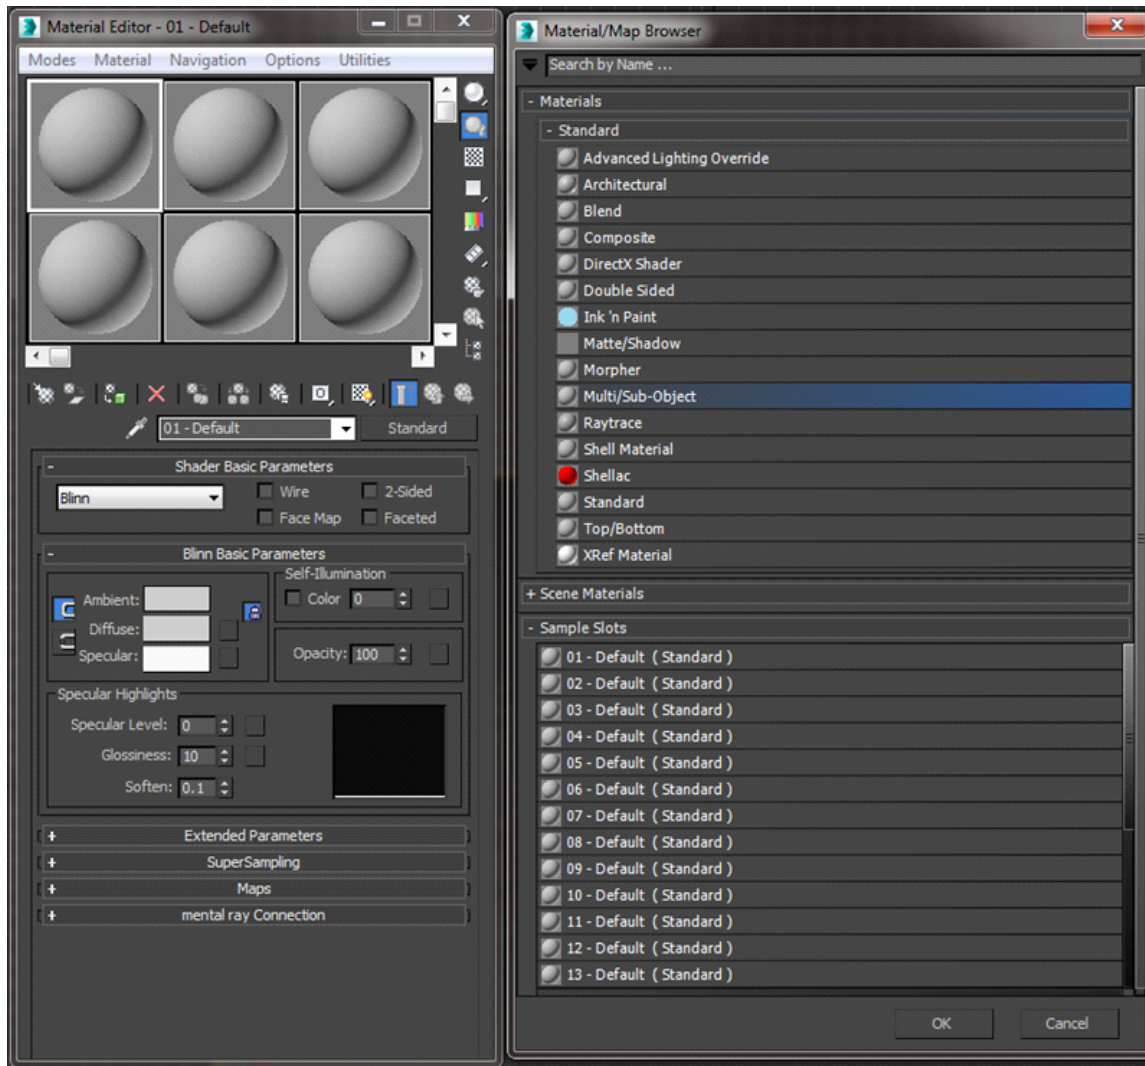 Material Editor - 01 - Default
Modes Material Navigation Options Utilities
01 - Default Standard
- Shader Basic Parameters
Blinn Wire 2-Sided
Face Map Faceted
- Blinn Basic Parameters
Self-Illumination
Ambient: Color 0
Diffuse:
Specular: Opacity: 100
Specular Highlights
Specular Level: 0
Glossiness: 10
Soften: 0.1
+ Extended Parameters
+ SuperSampling
+ Maps
+ mental ray Connection
Material/Map Browser
Search by Name ...
- Materials
- Standard
Advanced Lighting Override
Architectural
Blend
Composite
DirectX Shader
Double Sided
Ink 'n Paint
Matte/Shadow
Morpher
Multi/Sub-Object
Raytrace
Shell Material
Shellac
Standard
Top/Bottom
XRef Material
+ Scene Materials
- Sample Slots
01 - Default ( Standard )
02 - Default ( Standard )
03 - Default ( Standard )
04 - Default ( Standard )
05 - Default ( Standard )
06 - Default ( Standard )
07 - Default ( Standard )
08 - Default ( Standard )
09 - Default ( Standard )
10 - Default ( Standard )
11 - Default ( Standard )
12 - Default ( Standard )
13 - Default ( Standard )
OK Cancel